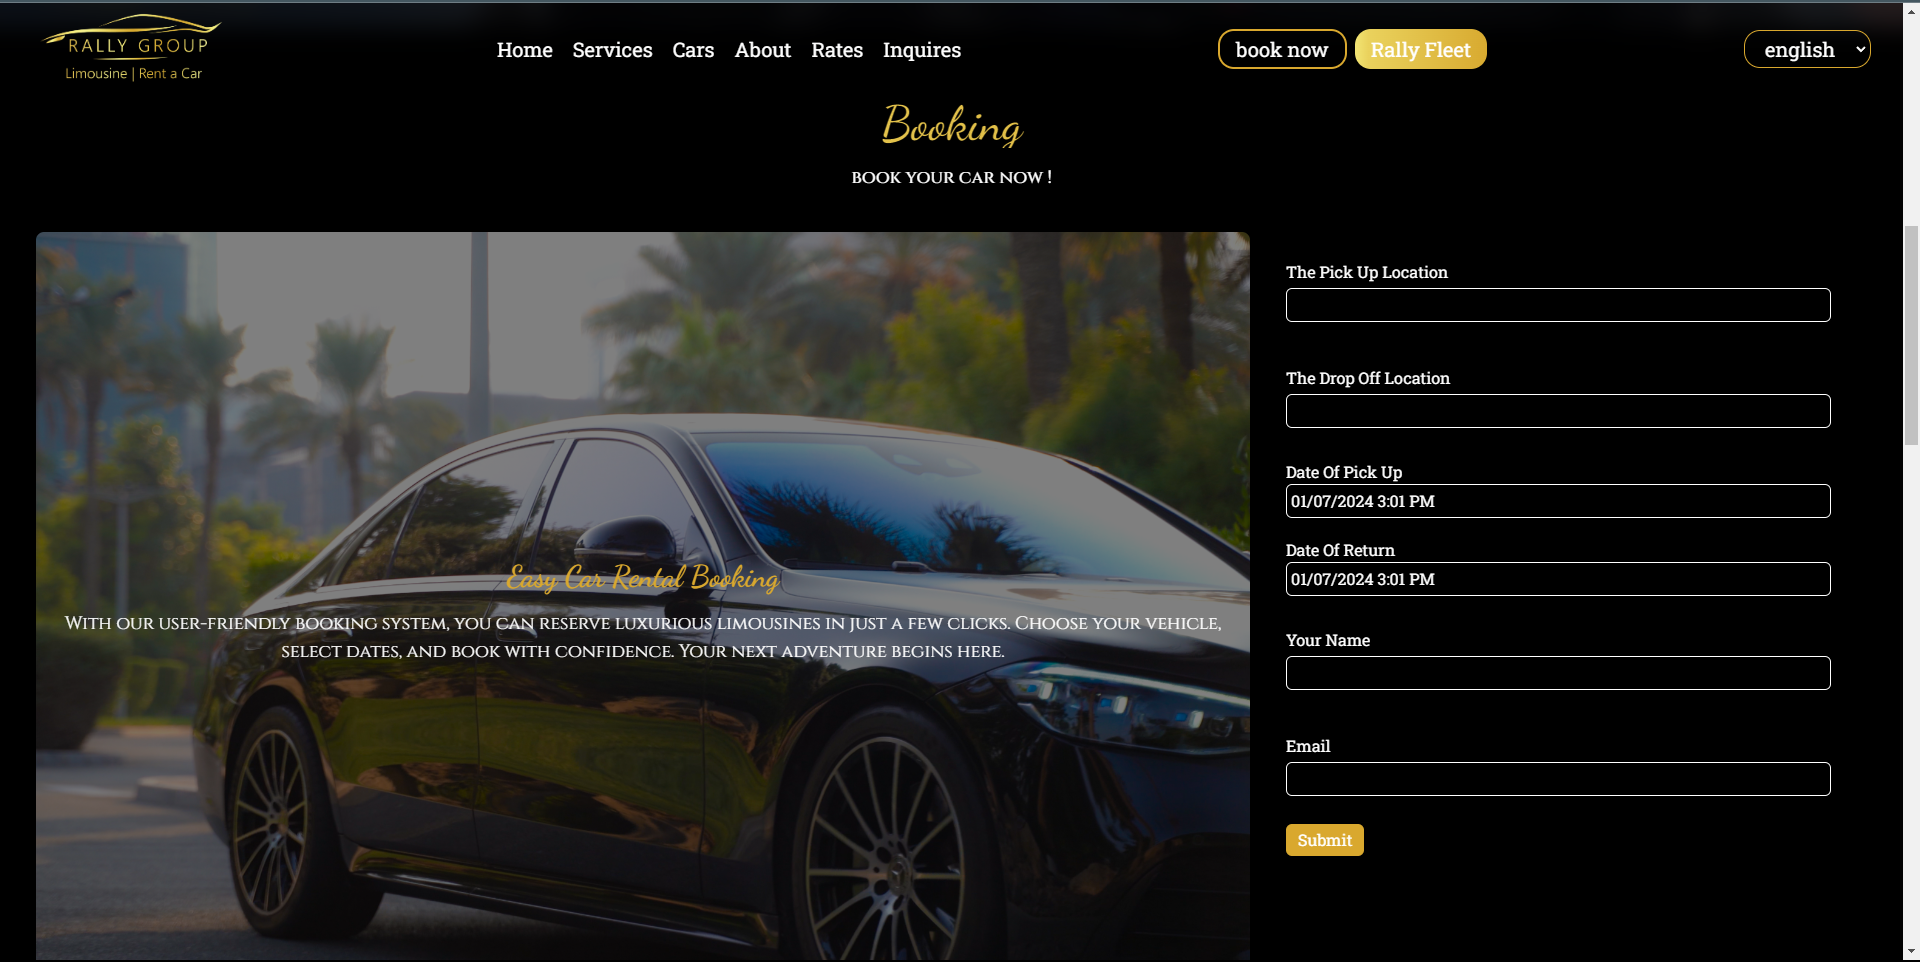 RALLY GROUP
Limousine | Rent a Car
Home Services Cars About Rates Inquires
book now Rally Fleet
english
Booking
BOOK YOUR CAR NOW !
Easy Car Rental Booking
With our user-friendly booking system, you can reserve luxurious limousines in just a few clicks. Choose your vehicle,
select dates, and book with confidence. Your next adventure begins here.
The Pick Up Location
The Drop Off Location
Date Of Pick Up
01/07/2024 3:01 PM
Date Of Return
01/07/2024 3:01 PM
Your Name
Email
Submit